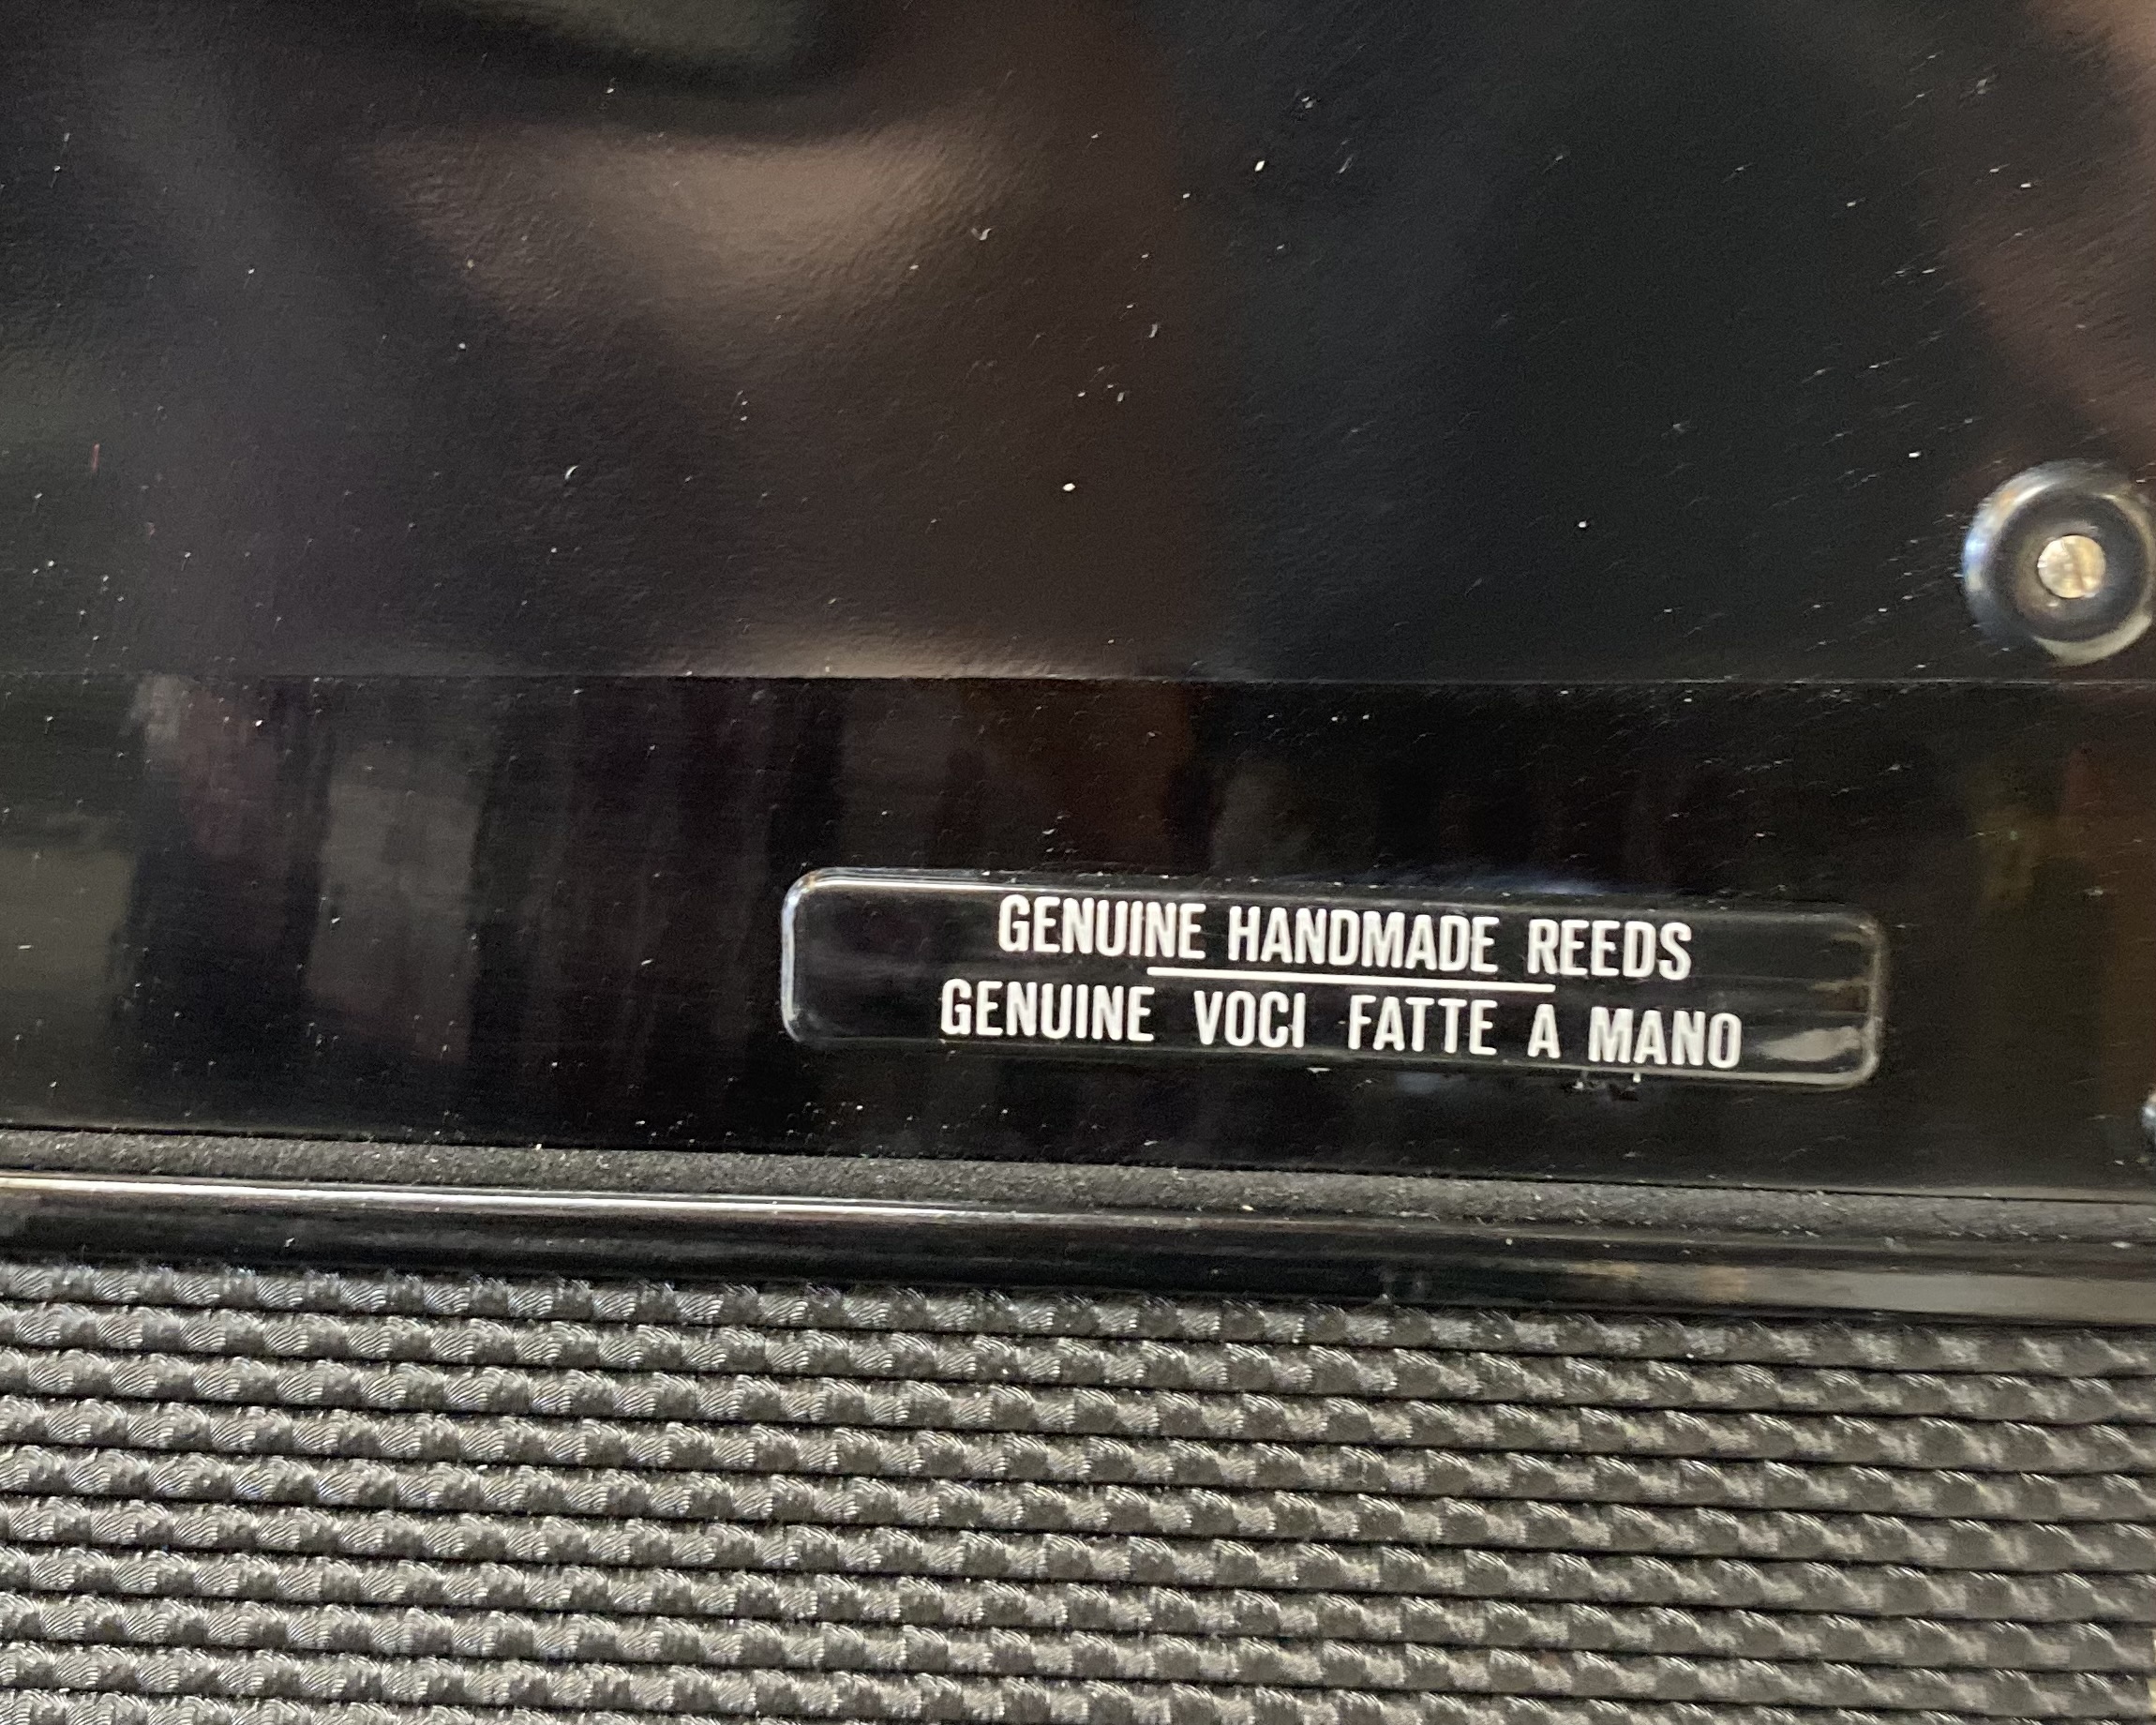 GENUINE HANDMADE REEDS
GENUINE VOCI FATTE A MANO